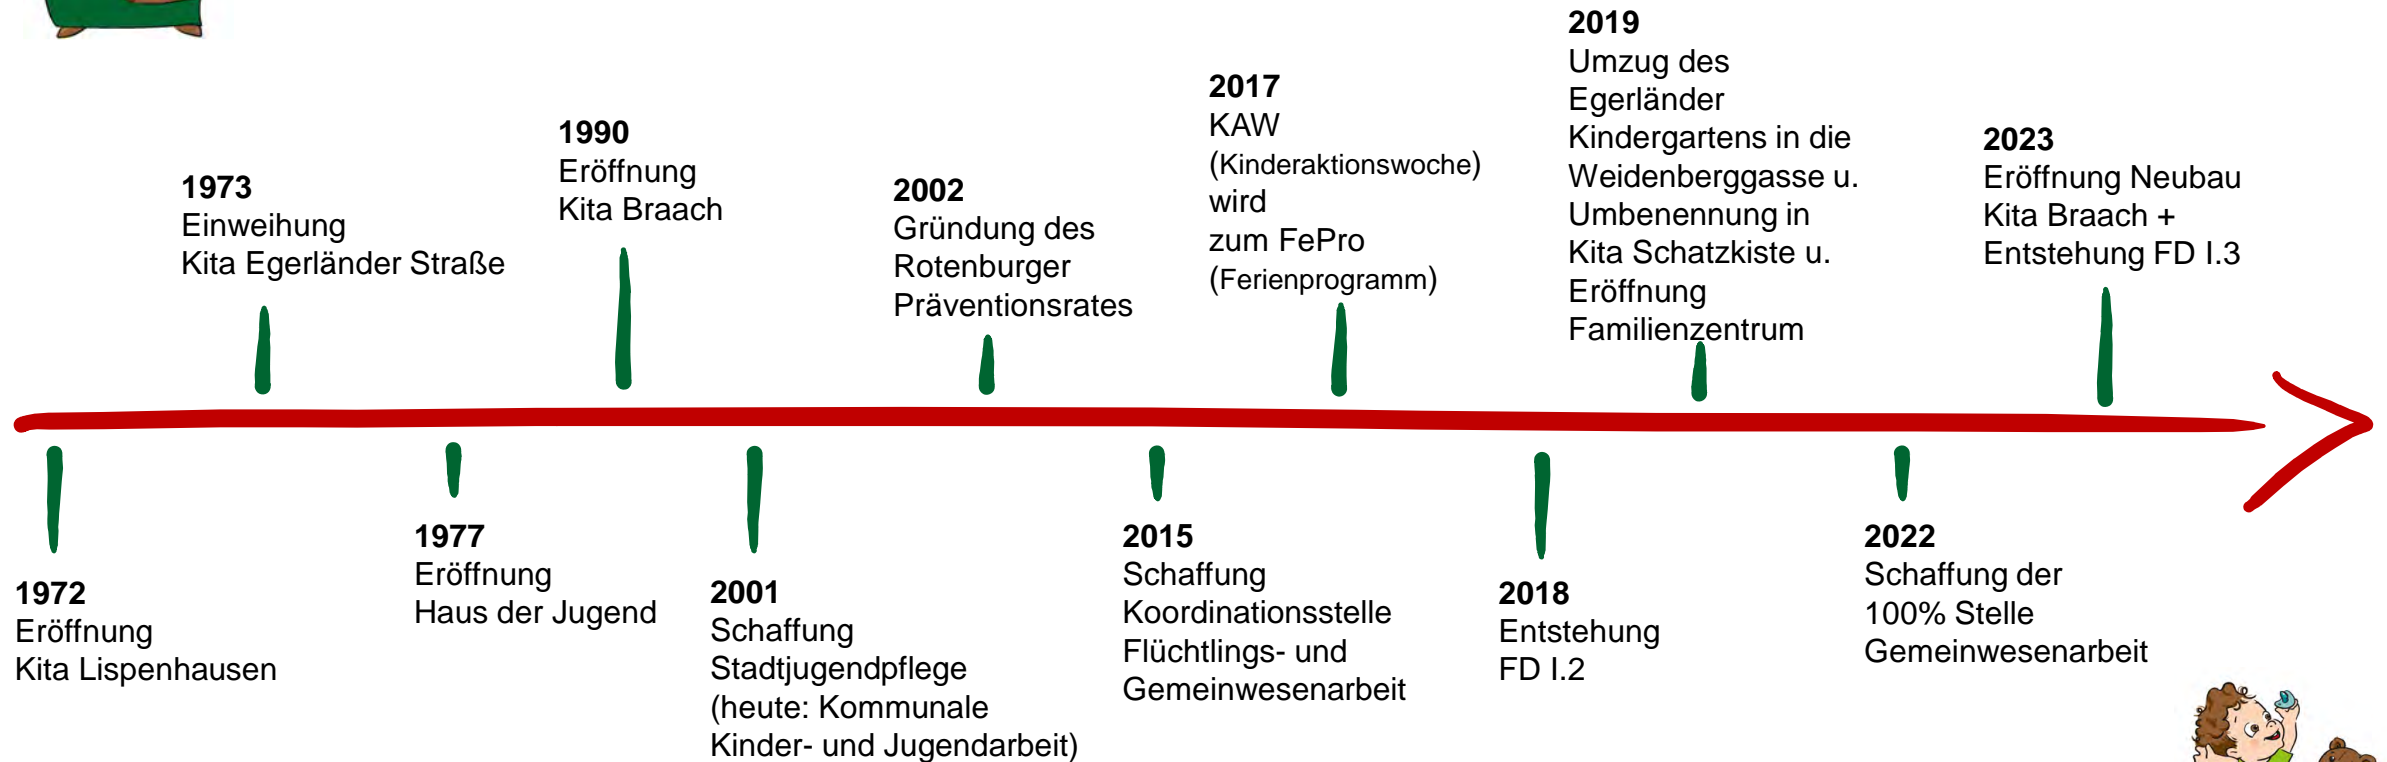 1972
Eröffnung
Kita Lispenhausen
1973
Einweihung
Kita Egerländer Straße
1977
Eröffnung
Haus der Jugend
1990
Eröffnung
Kita Braach
2001
Schaffung
Stadtjugendpflege
(heute: Kommunale
Kinder- und Jugendarbeit)
2002
Gründung des
Rotenburger
Präventionsrates
2015
Schaffung
Koordinationsstelle
Flüchtlings- und
Gemeinwesenarbeit
2017
KAW
(Kinderaktionswoche)
wird
zum FePro
(Ferienprogramm)
2018
Entstehung
FD I.2
2019
Umzug des
Egerländer
Kindergartens in die
Weidenberggasse u.
Umbenennung in
Kita Schatzkiste u.
Eröffnung
Familienzentrum
2022
Schaffung der
100% Stelle
Gemeinwesenarbeit
2023
Eröffnung Neubau
Kita Braach +
Entstehung FD I.3